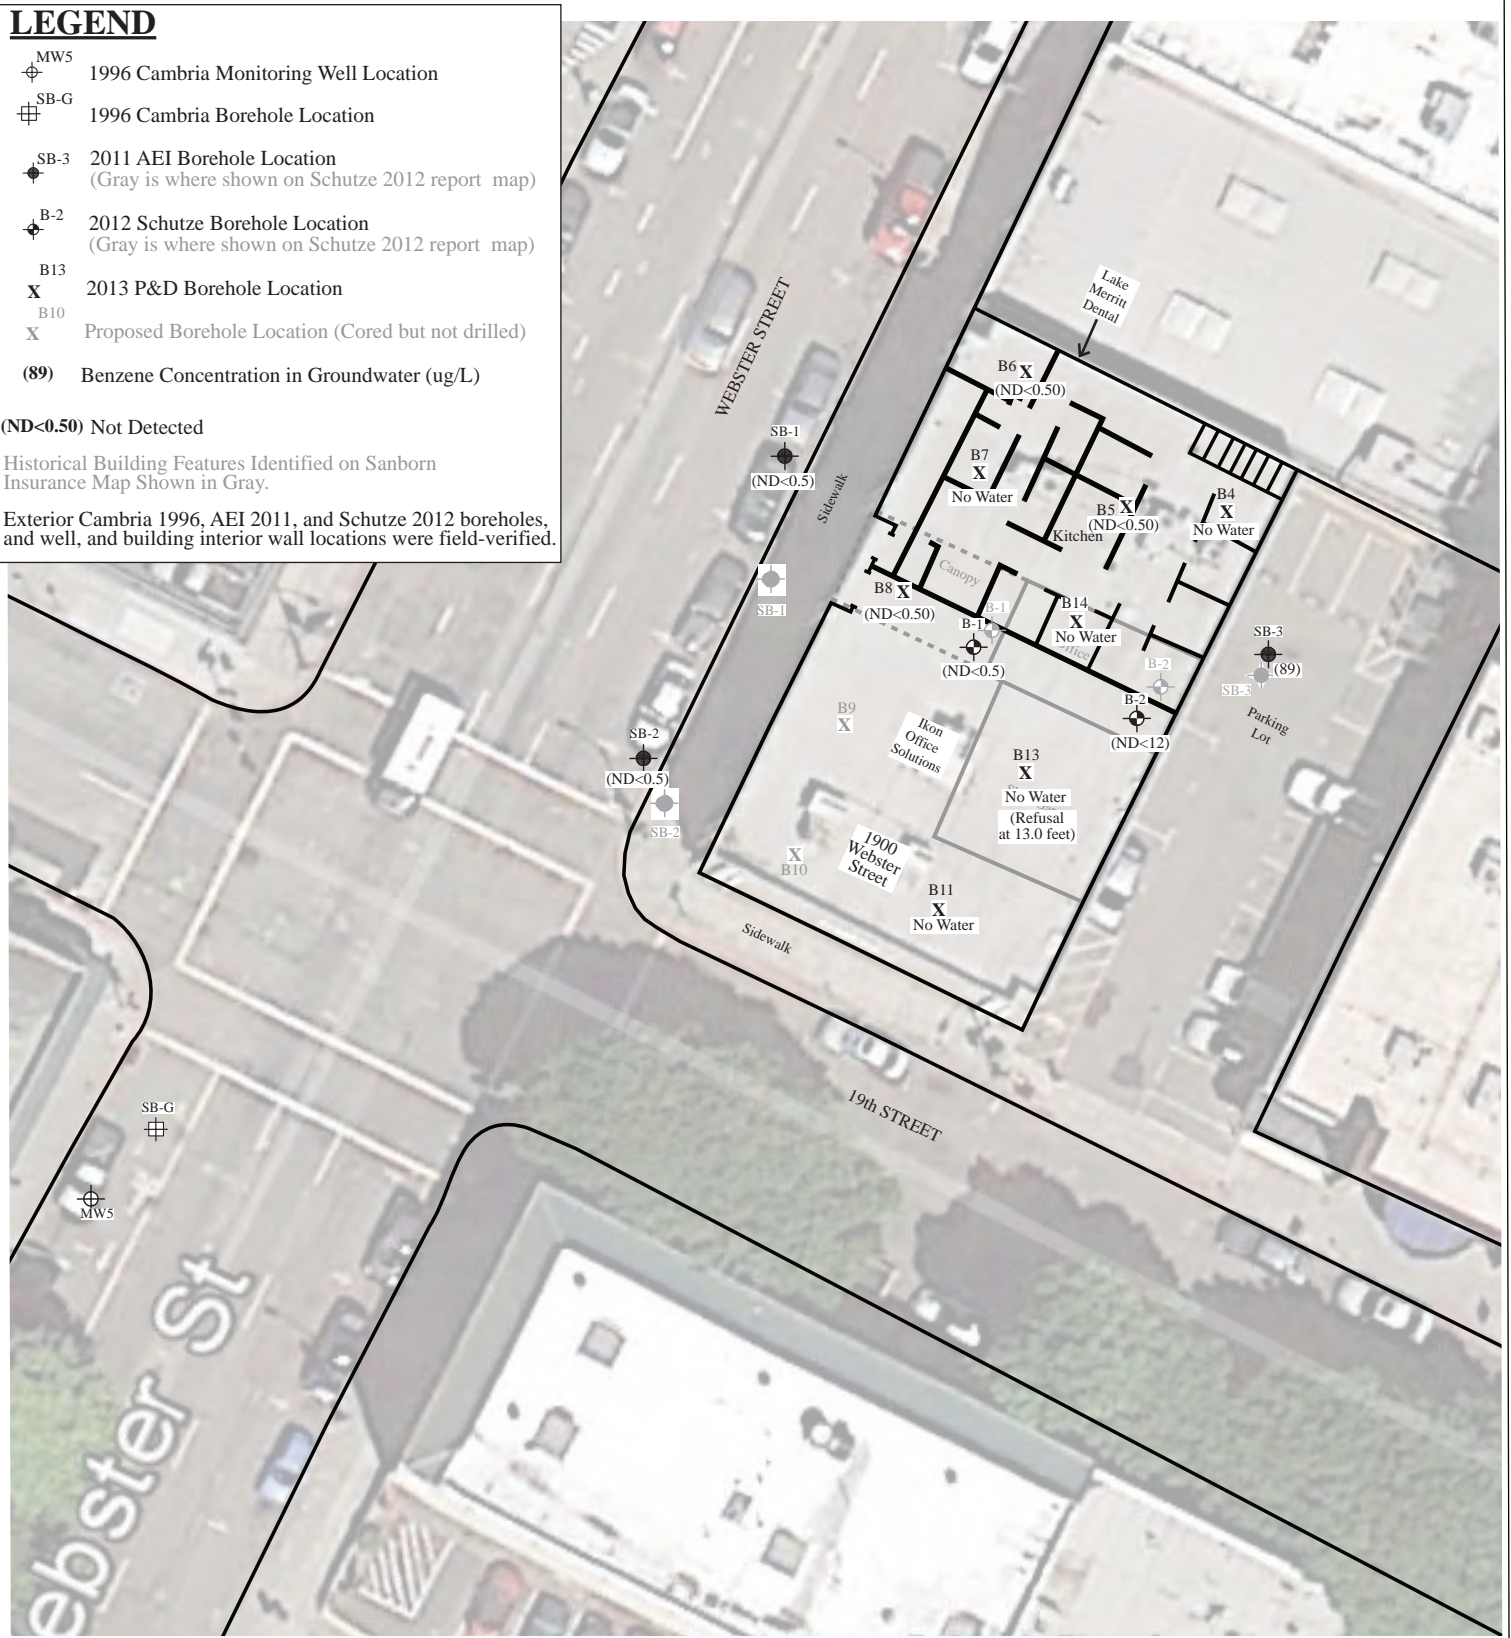 LEGEND
MW5
1996 Cambria Monitoring Well Location
SB-G
1996 Cambria Borehole Location
SB-3
2011 AEI Borehole Location
(Gray is where shown on Schutze 2012 report map)
B-2
2012 Schutze Borehole Location
(Gray is where shown on Schutze 2012 report map)
B13
X 2013 P&D Borehole Location
B10
X Proposed Borehole Location (Cored but not drilled)
(89) Benzene Concentration in Groundwater (ug/L)
(ND<0.50) Not Detected
Historical Building Features Identified on Sanborn
Insurance Map Shown in Gray.
Exterior Cambria 1996, AEI 2011, and Schutze 2012 boreholes,
and well, and building interior wall locations were field-verified.
Lake
Merritt
Dental
WEBSTER STREET
B6 X
(ND<0.50)
SB-1
(ND<0.5)
Sidewalk
B7
X
No Water
B5 X
(ND<0.50)
Kitchen
B4
X
No Water
Canopy
SB-1
B8 X
(ND<0.50)
B-1
B-1
(ND<0.5)
B14
X
No Water
Office
SB-3
(89)
SB-3
B-2
B-2
(ND<12)
Parking
Lot
B9
X
Ikon
Office
Solutions
SB-2
(ND<0.5)
SB-2
B13
X
No Water
(Refusal
at 13.0 feet)
X
B10
1900
Webster
Street
B11
X
No Water
Sidewalk
19th STREET
SB-G
MW5
ebster St